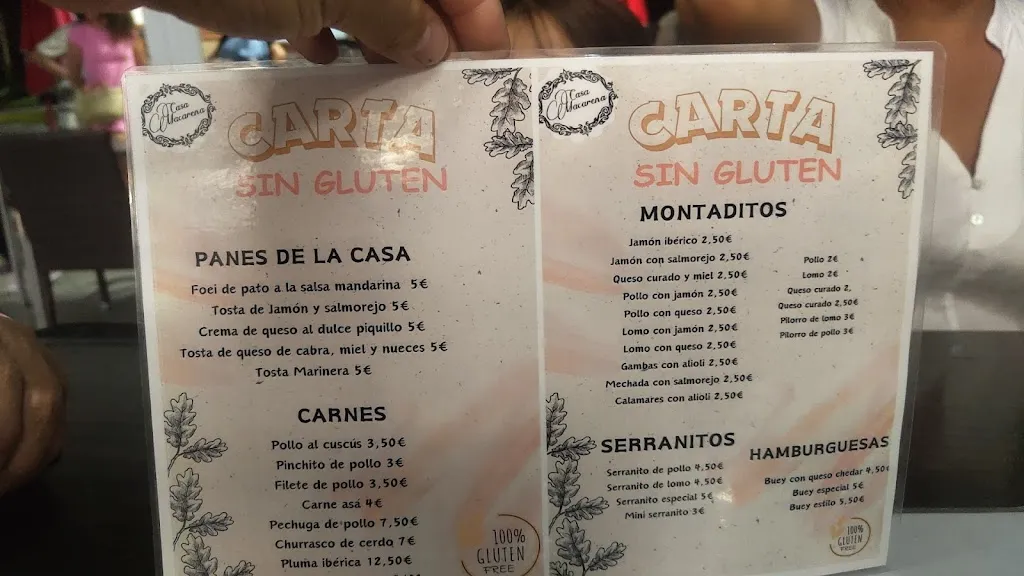 Casa Macarena
CARTA
SIN GLUTEN
PANES DE LA CASA
Foei de pato a la salsa mandarina 5€
Tosta de Jamón y salmorejo 5€
Crema de queso al dulce piquillo 5€
Tosta de queso de cabra, miel y nueces 5€
Tosta Marinera 5€
CARNES
Pollo al cuscús 3,50€
Pinchito de pollo 3€
Filete de pollo 3,50€
Carne asá 4€
Pechuga de pollo 7,50€
Churrasco de cerdo 7€
Pluma ibérica 12,50€
100%
GLUTEN
FREE
Casa Macarena
CARTA
SIN GLUTEN
MONTADITOS
Jamón ibérico 2,50€
Jamón con salmorejo 2,50€
Queso curado y miel 2,50€
Pollo con jamón 2,50€
Pollo con queso 2,50€
Lomo con jamón 2,50€
Lomo con queso 2,50€
Gambas con alioli 2,50€
Mechada con salmorejo 2,50€
Calamares con alioli 2,50€
Pollo 2€
Lomo 2€
Queso curado 2,
Queso curado 2,50€
Pilorro de lomo 3€
Pilorro de pollo 3€
SERRANITOS
Serranito de pollo 4,50€
Serranito de lomo 4,50€
Serranito especial 5€
Mini serranito 3€
HAMBURGUESAS
Buey con queso chedar 4,50€
Buey especial 5€
Buey estilo 5,50€
100%
GLUTEN
FREE